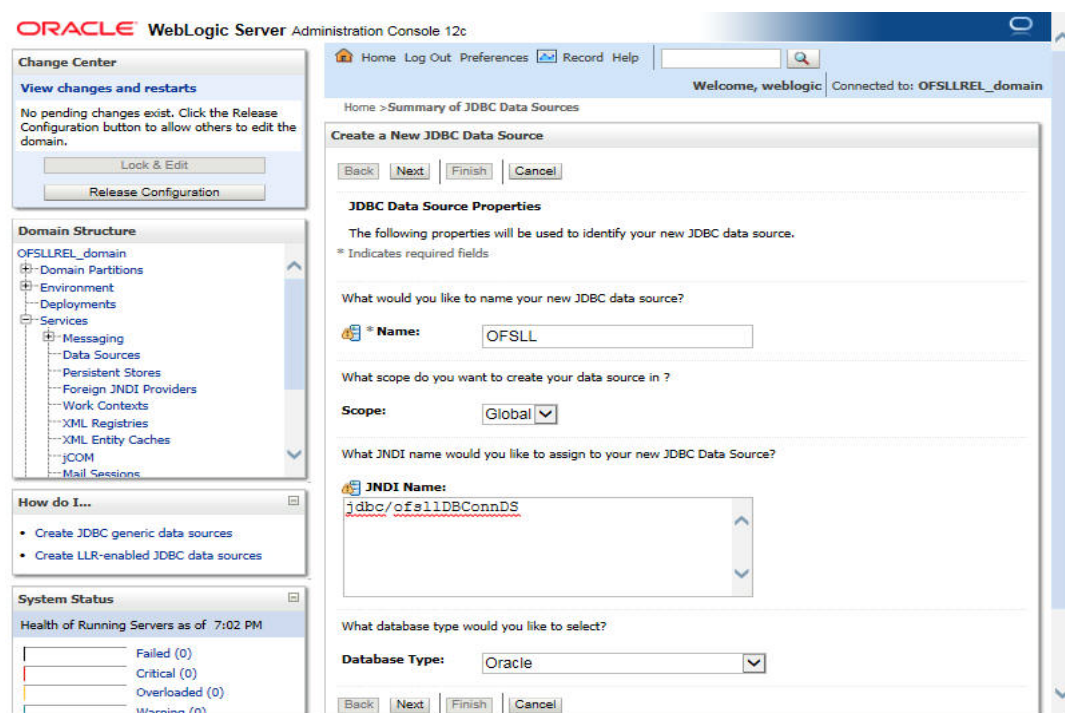 ORACLE WebLogic Server Administration Console 12c
Change Center
View changes and restarts
No pending changes exist. Click the Release
Configuration button to allow others to edit the
domain.
Lock & Edit
Release Configuration
Domain Structure
OFSLLREL_domain
Domain Partitions
Environment
Deployments
Services
Messaging
Data Sources
Persistent Stores
Foreign JNDI Providers
Work Contexts
XML Registries
XML Entity Caches
jCOM
Mail Sessions
How do I...
• Create JDBC generic data sources
• Create LLR-enabled JDBC data sources
System Status
Health of Running Servers as of 7:02 PM
Failed (0)
Critical (0)
Overloaded (0)
Warning (0)
Home Log Out Preferences Record Help
Welcome, weblogic Connected to: OFSLLREL_domain
Home >Summary of JDBC Data Sources
Create a New JDBC Data Source
Back Next Finish Cancel
JDBC Data Source Properties
The following properties will be used to identify your new JDBC data source.
* Indicates required fields
What would you like to name your new JDBC data source?
* Name: OFSLL
What scope do you want to create your data source in ?
Scope: Global
What JNDI name would you like to assign to your new JDBC Data Source?
JNDI Name:
jdbc/ofsllDBConnDS
What database type would you like to select?
Database Type: Oracle
Back Next Finish Cancel